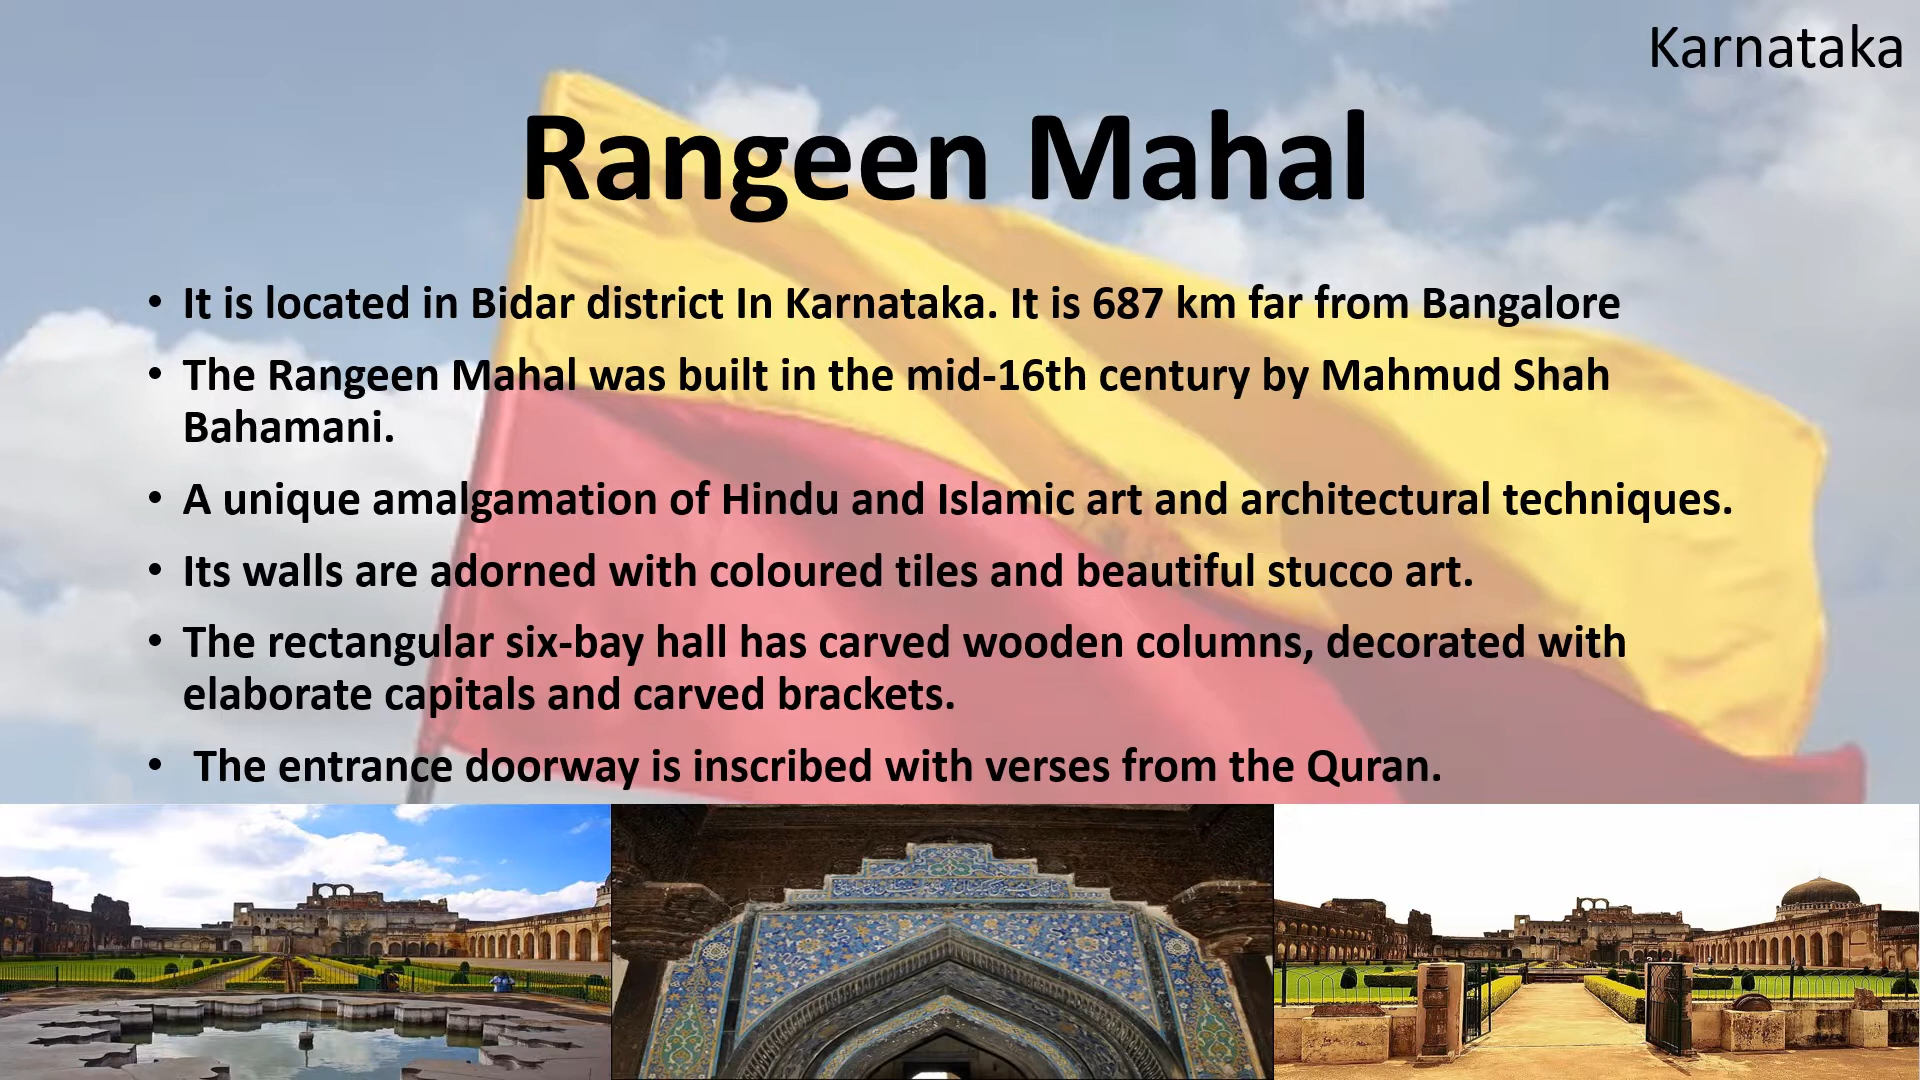 Karnataka
Rangeen Mahal
• It is located in Bidar district In Karnataka. It is 687 km far from Bangalore
• The Rangeen Mahal was built in the mid-16th century by Mahmud Shah
Bahamani.
• A unique amalgamation of Hindu and Islamic art and architectural techniques.
• Its walls are adorned with coloured tiles and beautiful stucco art.
• The rectangular six-bay hall has carved wooden columns, decorated with
elaborate capitals and carved brackets.
• The entrance doorway is inscribed with verses from the Quran.